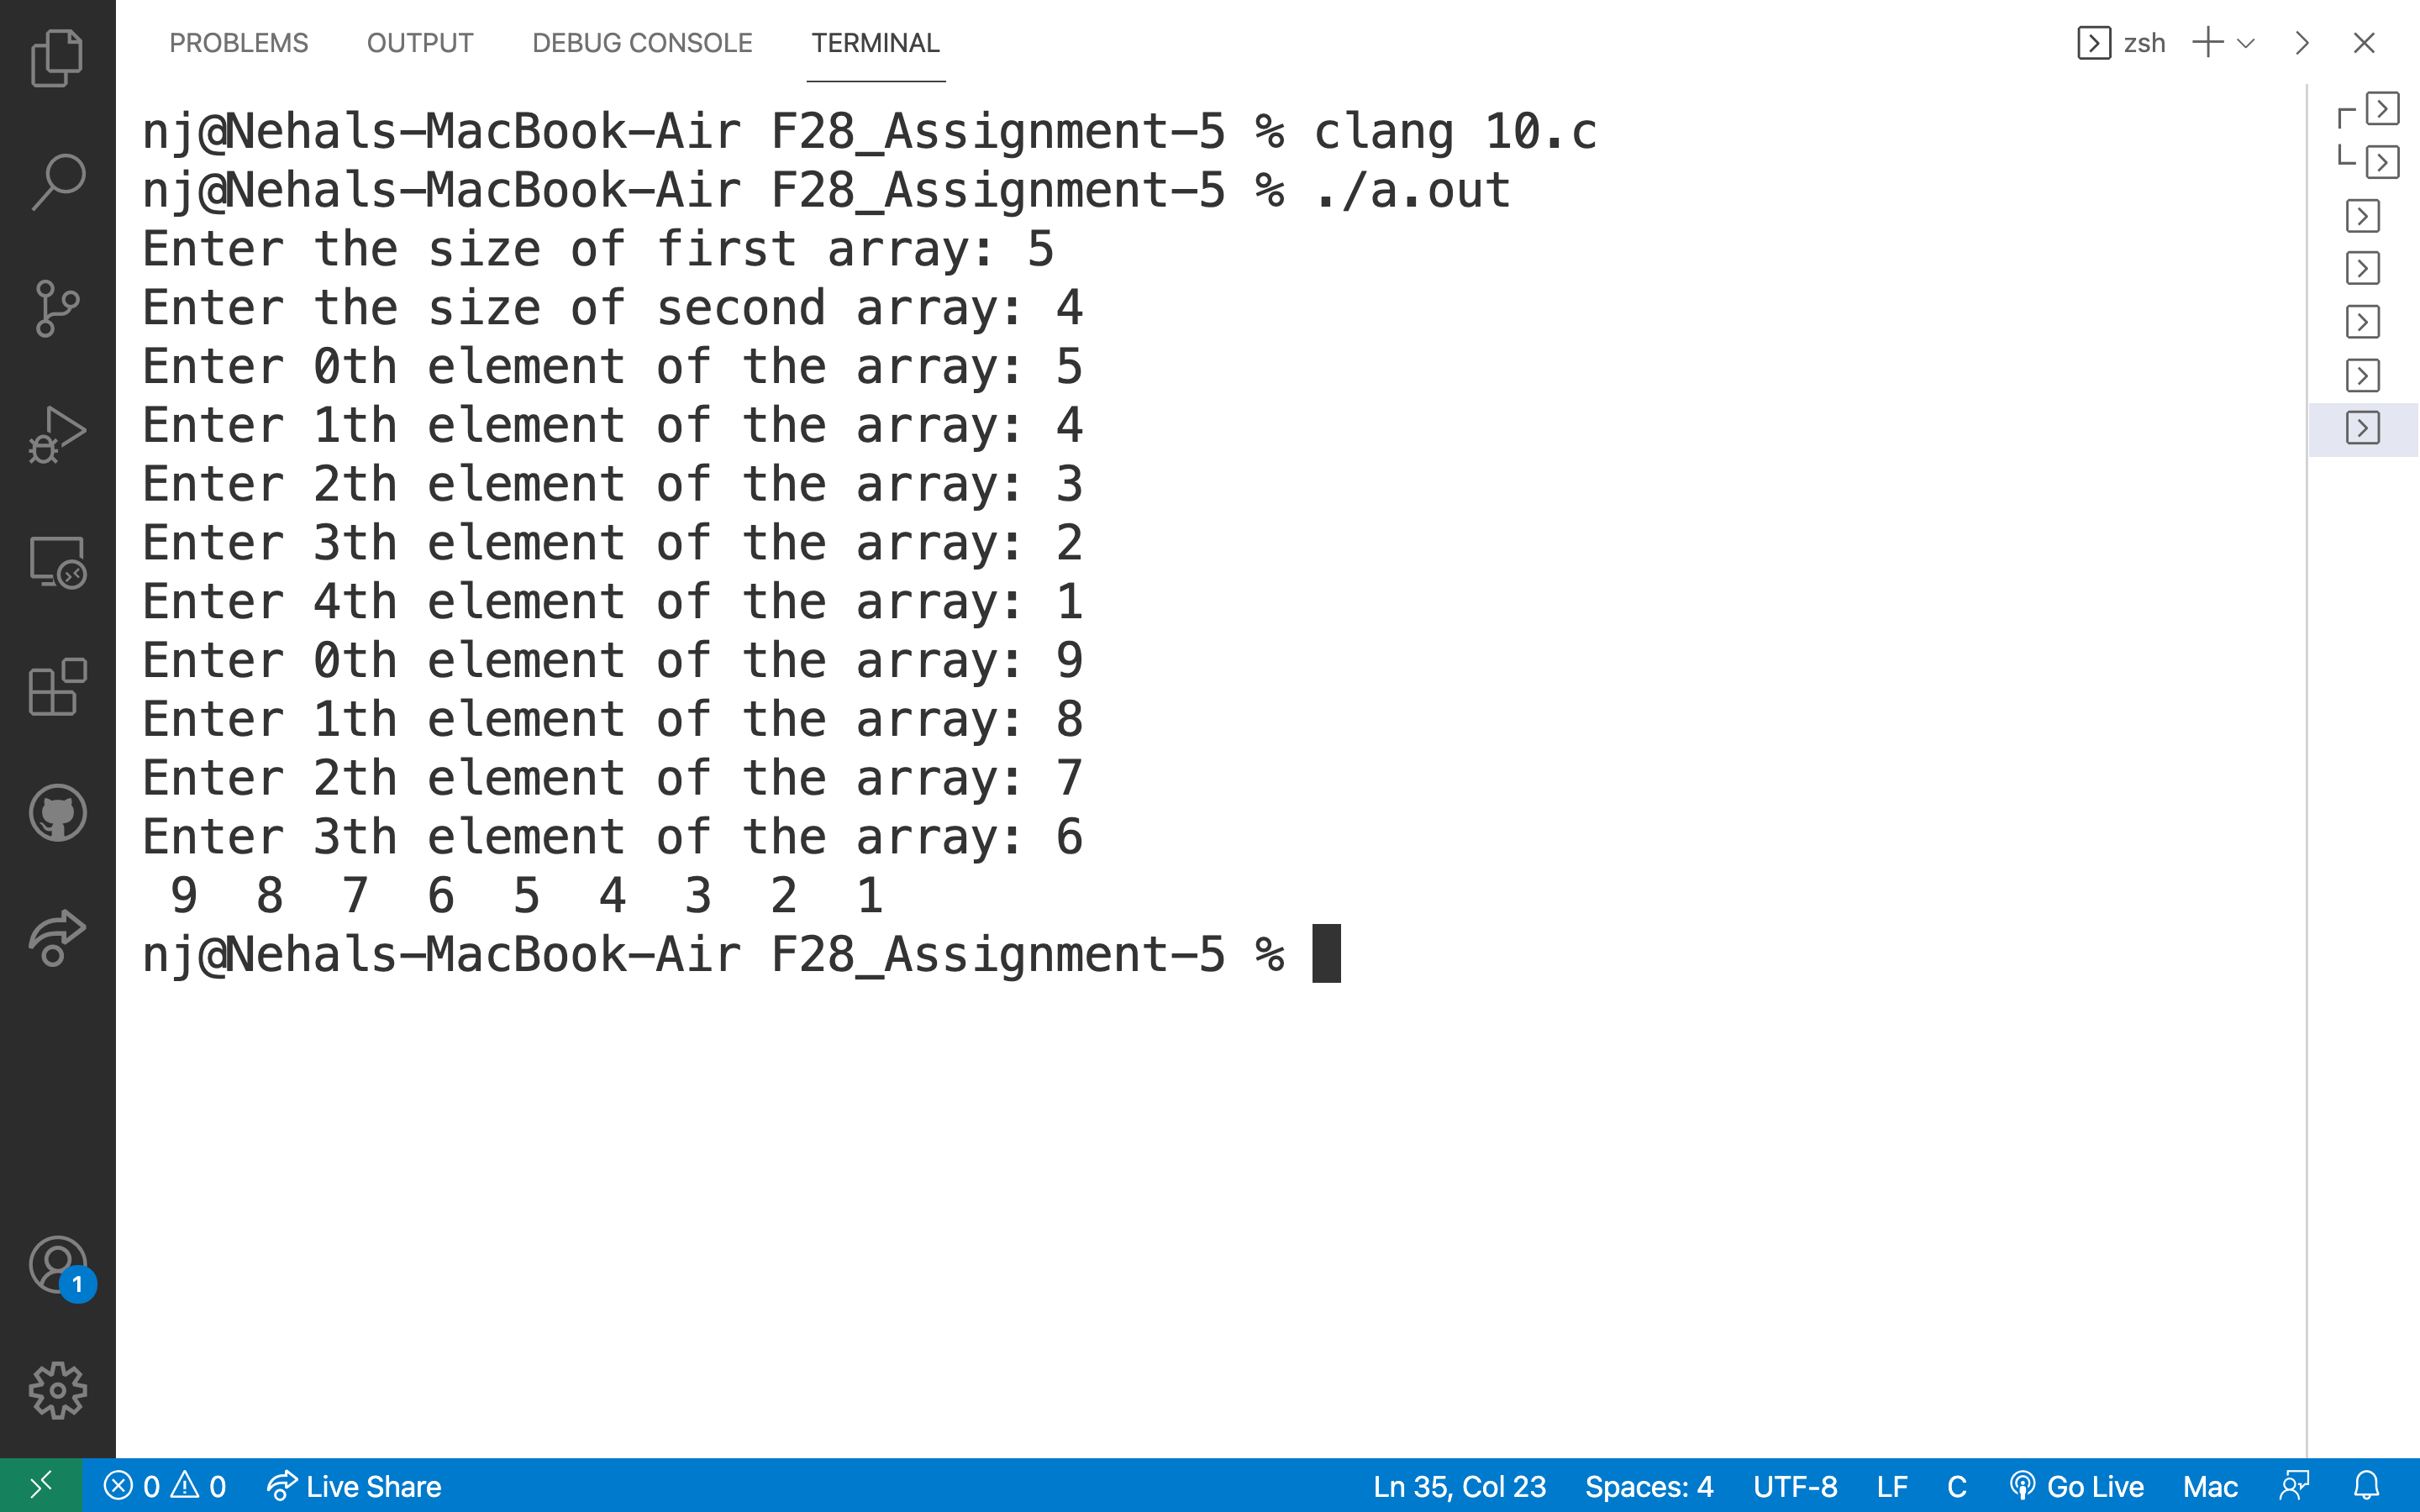 PROBLEMS OUTPUT DEBUG CONSOLE TERMINAL zsh
nj@Nehals-MacBook-Air F28_Assignment-5 % clang 10.c
nj@Nehals-MacBook-Air F28_Assignment-5 % ./a.out
Enter the size of first array: 5
Enter the size of second array: 4
Enter 0th element of the array: 5
Enter 1th element of the array: 4
Enter 2th element of the array: 3
Enter 3th element of the array: 2
Enter 4th element of the array: 1
Enter 0th element of the array: 9
Enter 1th element of the array: 8
Enter 2th element of the array: 7
Enter 3th element of the array: 6
9 8 7 6 5 4 3 2 1
nj@Nehals-MacBook-Air F28_Assignment-5 %
1
0 0 Live Share Ln 35, Col 23 Spaces: 4 UTF-8 LF C Go Live Mac